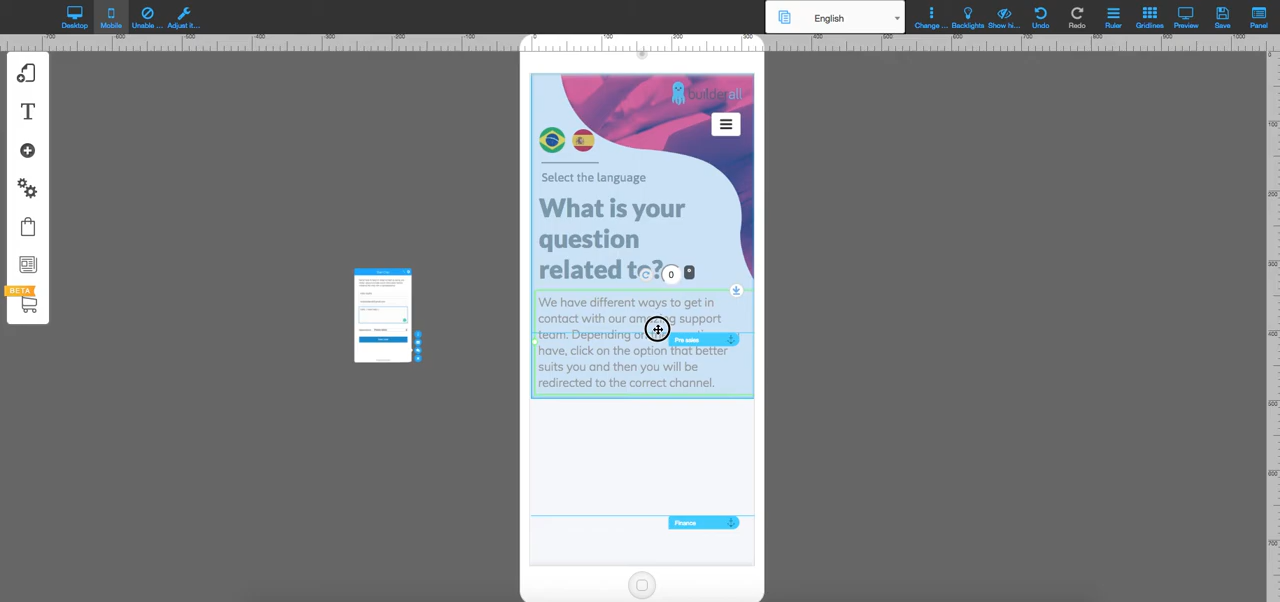 Desktop
Mobile
Unable ...
Adjust it...
English
Change ...
Backlights
Show hi...
Undo
Redo
Ruler
Gridlines
Preview
Save
Panel
BETA
builderall
Select the language
What is your
question
related to?
0
We have different ways to get in
contact with our amazing support
team. Depending on
Pre sales
have, click on the option that better
suits you and then you will be
redirected to the correct channel.
Finance